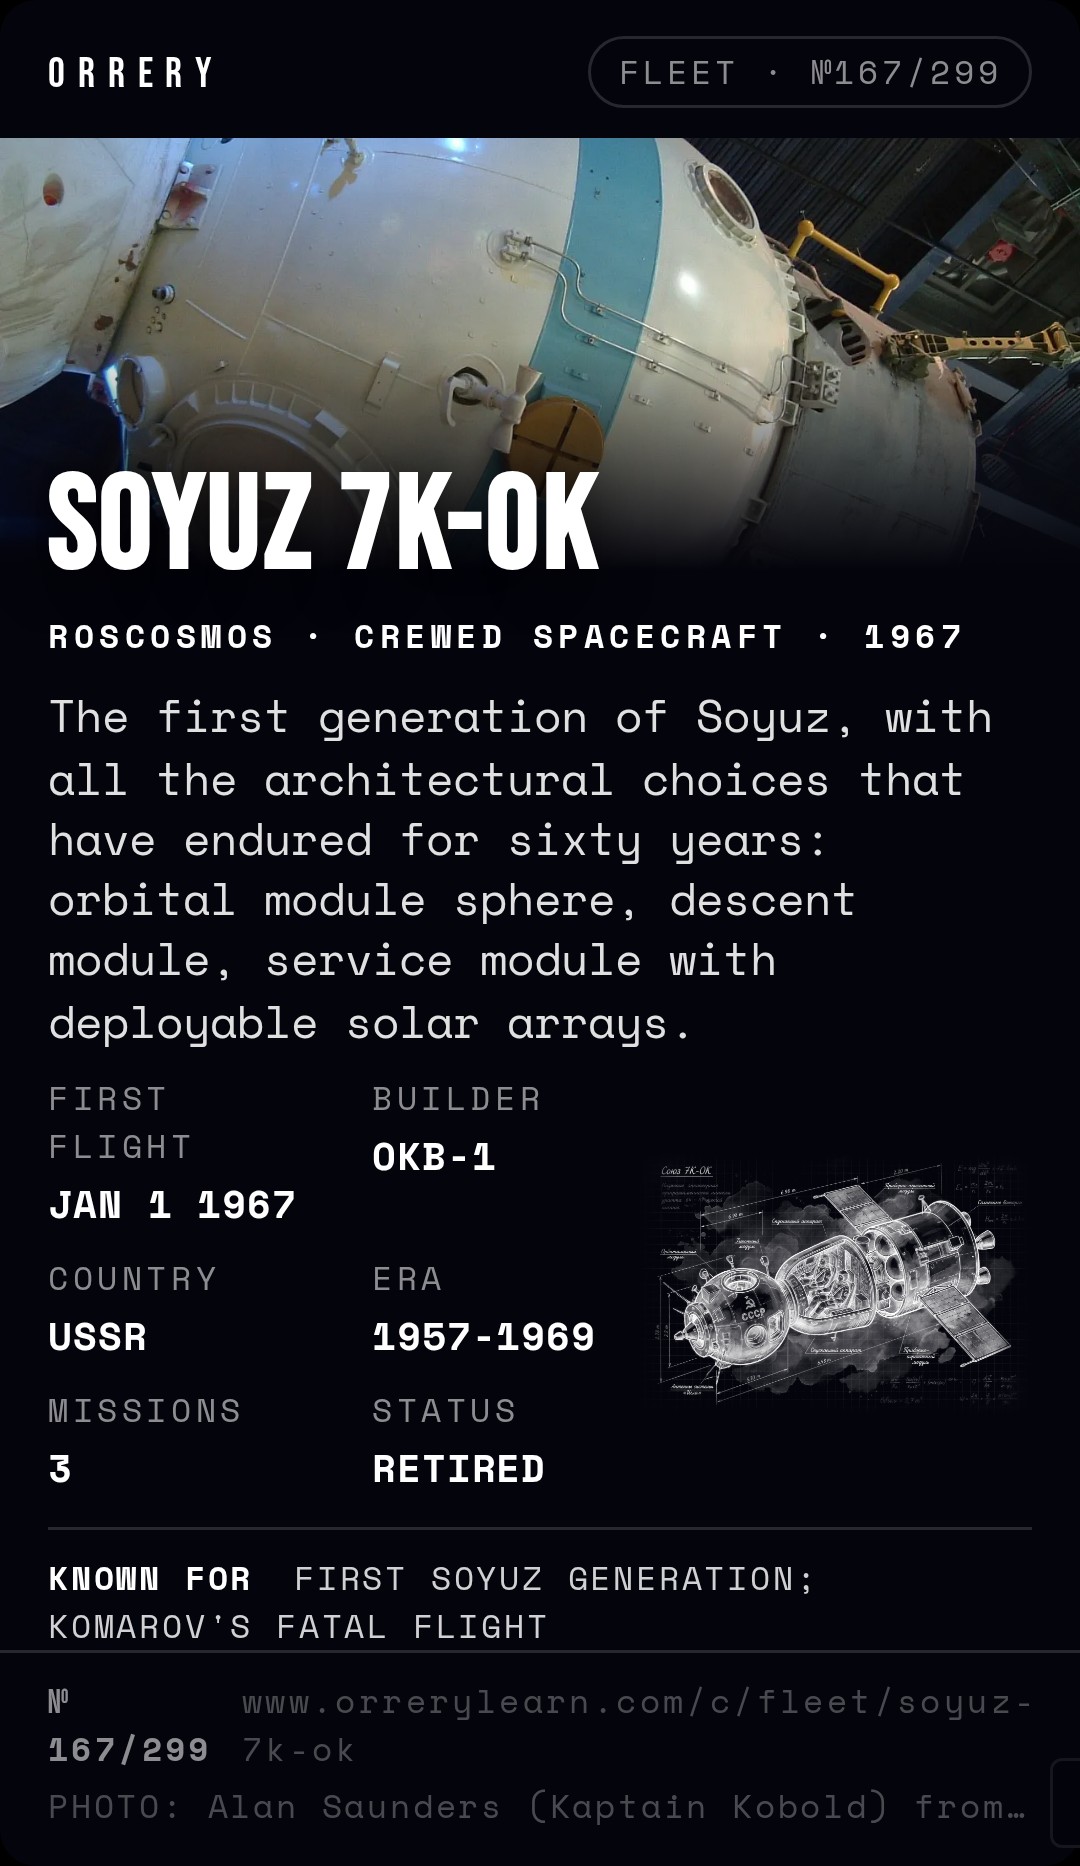 ORRERY
FLEET · №167/299
SOYUZ 7K-OK
ROSCOSMOS · CREWED SPACECRAFT · 1967
The first generation of Soyuz, with
all the architectural choices that
have endured for sixty years:
orbital module sphere, descent
module, service module with
deployable solar arrays.
FIRST
FLIGHT
JAN 1 1967
BUILDER
OKB-1
COUNTRY
USSR
ERA
1957-1969
MISSIONS
3
STATUS
RETIRED
Союз 7К-ОК
СССР
KNOWN FOR FIRST SOYUZ GENERATION;
KOMAROV'S FATAL FLIGHT
№
167/299
www.orrerylearn.com/c/fleet/soyuz-
7k-ok
PHOTO: Alan Saunders (Kaptain Kobold) from…